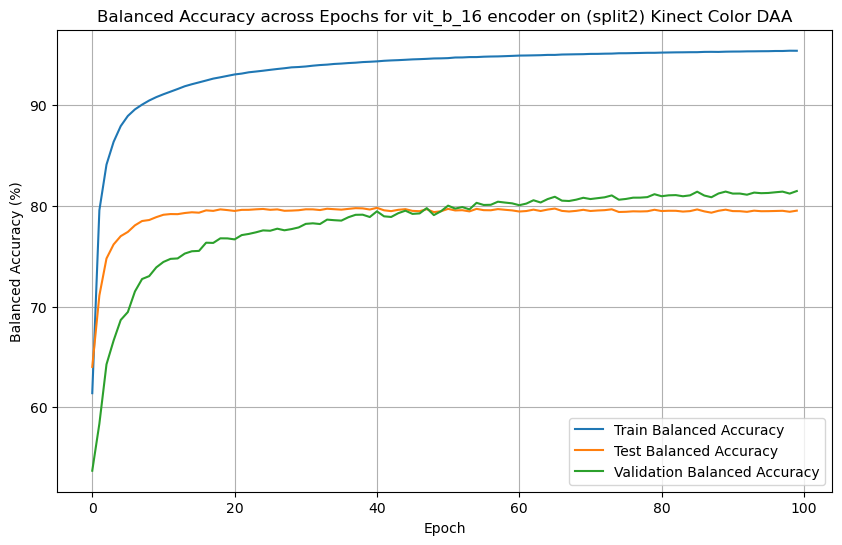 Balanced Accuracy across Epochs for vit_b_16 encoder on (split2) Kinect Color DAA
Balanced Accuracy (%)
90
80
70
60
0
20
40
60
80
100
Epoch
Train Balanced Accuracy
Test Balanced Accuracy
Validation Balanced Accuracy